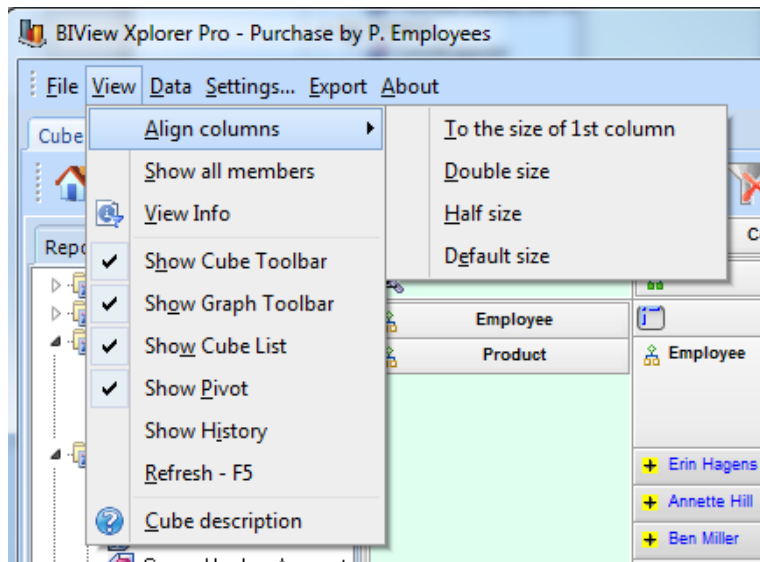 BIView Xplorer Pro - Purchase by P. Employees
File View Data Settings... Export About
Cube
Align columns
To the size of 1st column
Show all members
Double size
View Info
Half size
Repo
Show Cube Toolbar
Default size
Show Graph Toolbar
Employee
Show Cube List
Product
Employee
Show Pivot
Show History
Erin Hagens
Refresh - F5
Annette Hill
Cube description
Ben Miller